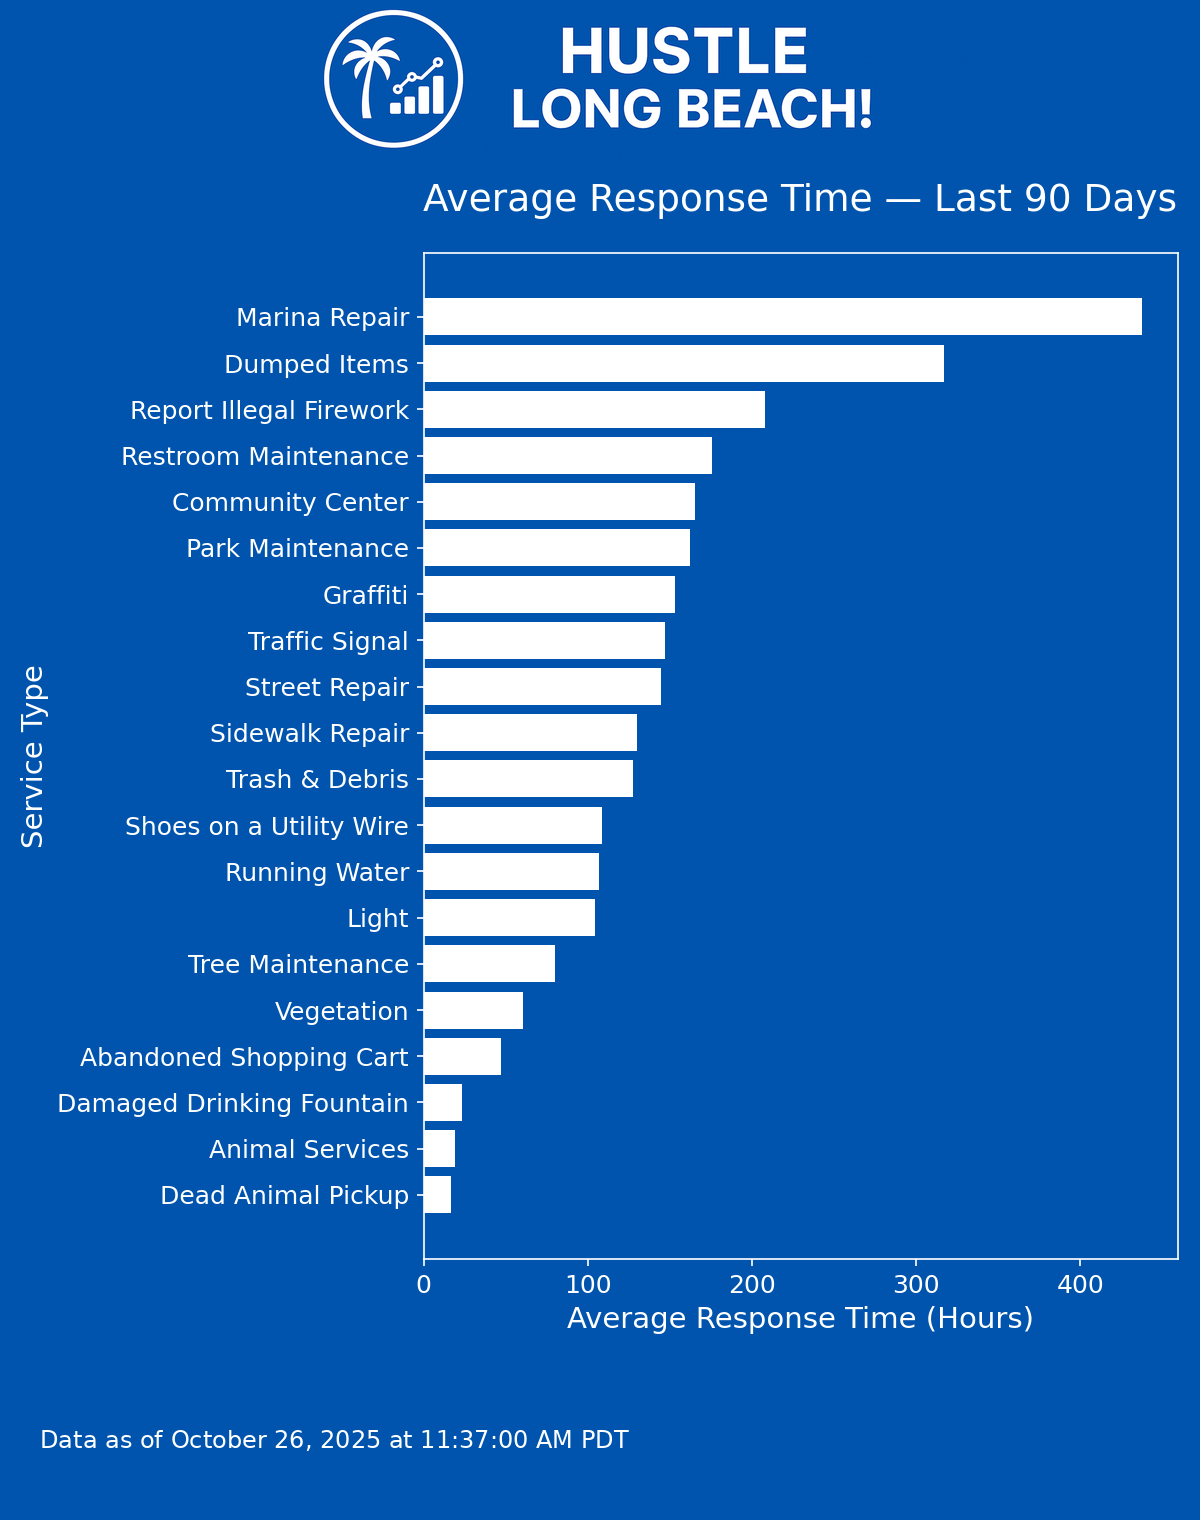 HUSTLE
LONG BEACH!
Average Response Time — Last 90 Days
Service Type
Marina Repair
Dumped Items
Report Illegal Firework
Restroom Maintenance
Community Center
Park Maintenance
Graffiti
Traffic Signal
Street Repair
Sidewalk Repair
Trash & Debris
Shoes on a Utility Wire
Running Water
Light
Tree Maintenance
Vegetation
Abandoned Shopping Cart
Damaged Drinking Fountain
Animal Services
Dead Animal Pickup
0 100 200 300 400
Average Response Time (Hours)
Data as of October 26, 2025 at 11:37:00 AM PDT